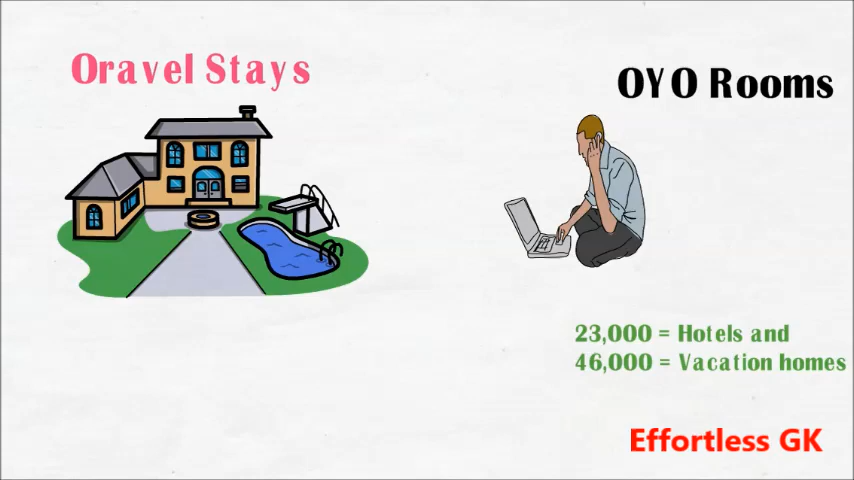 Oravel Stays
OYO Rooms
23,000 = Hotels and
46,000 = Vacation homes
Effortless GK